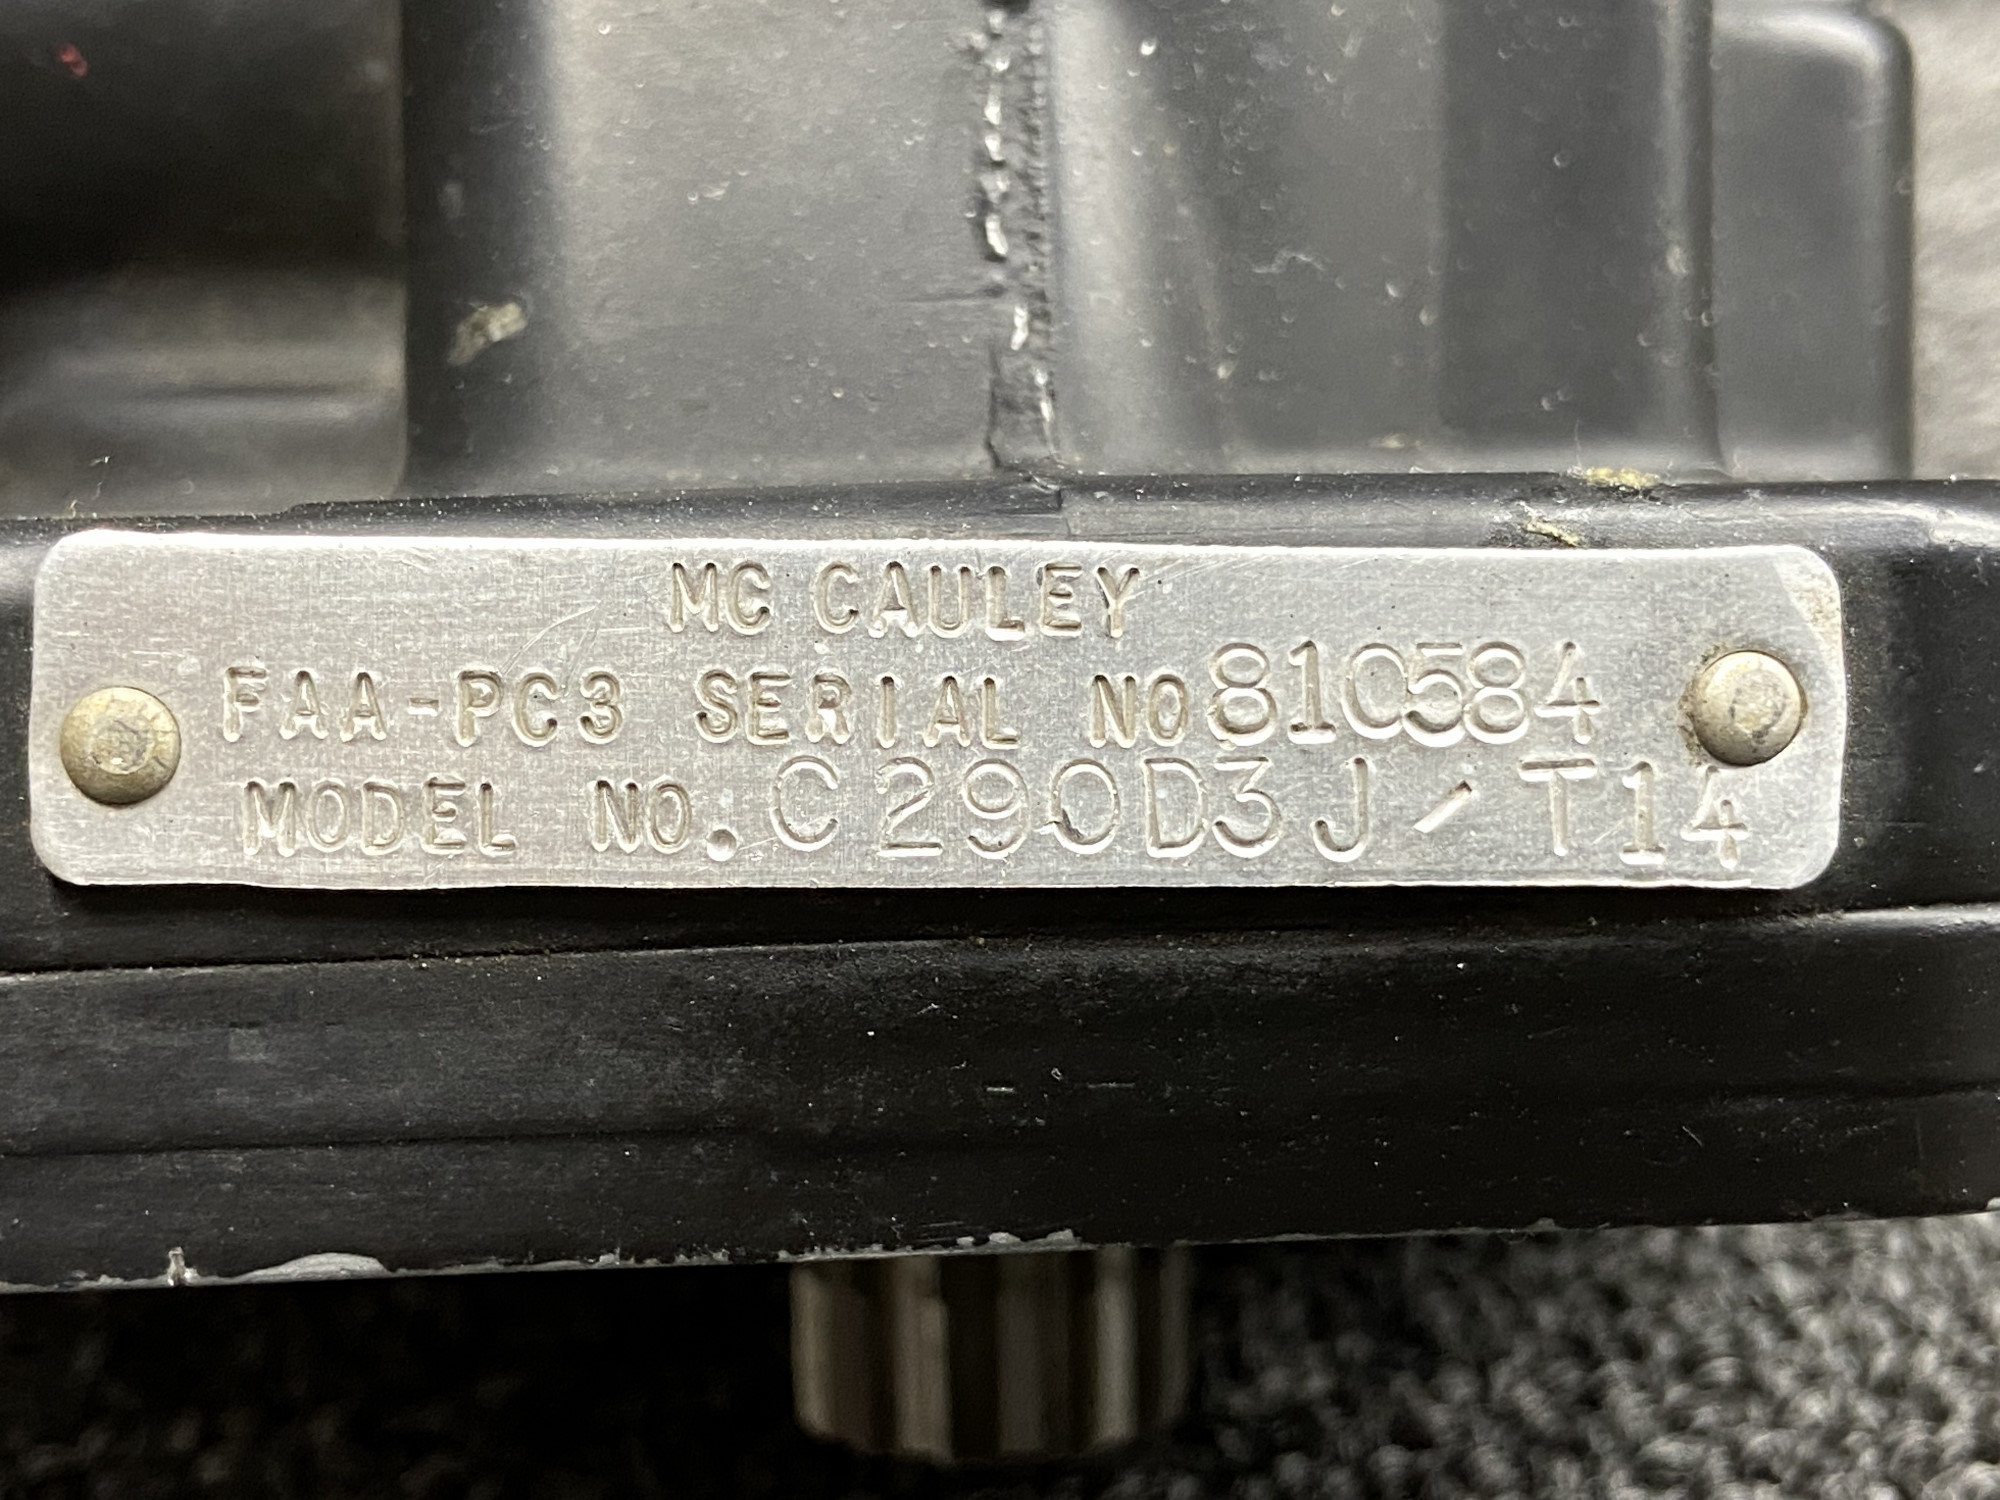 MC CAULEY
FAA-PC3 SERIAL NO 810584
MODEL NO. C290D3J/T14